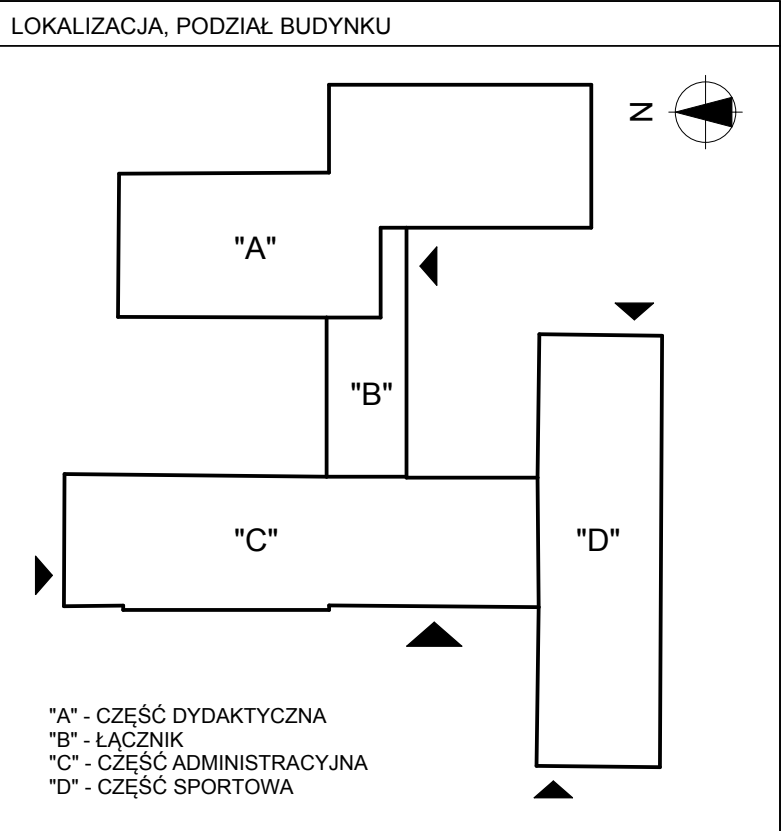 LOKALIZACJA, PODZIAŁ BUDYNKU
N
"A"
"B"
"C"
"D"
"A" - CZĘŚĆ DYDAKTYCZNA
"B" - ŁĄCZNIK
"C" - CZĘŚĆ ADMINISTRACYJNA
"D" - CZĘŚĆ SPORTOWA